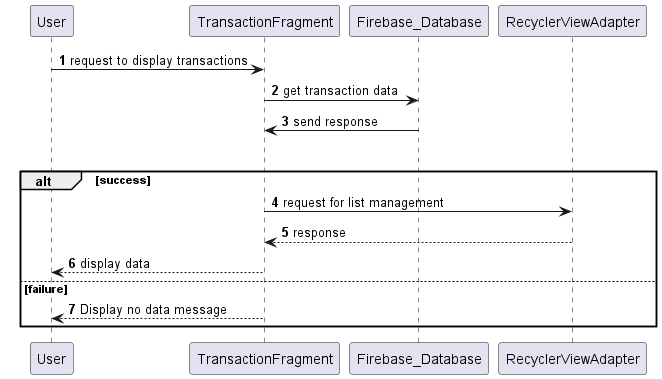 User TransactionFragment Firebase_Database RecyclerViewAdapter
1 request to display transactions
2 get transaction data
3 send response
alt [success]
4 request for list management
5 response
6 display data
[failure]
7 Display no data message
User TransactionFragment Firebase_Database RecyclerViewAdapter